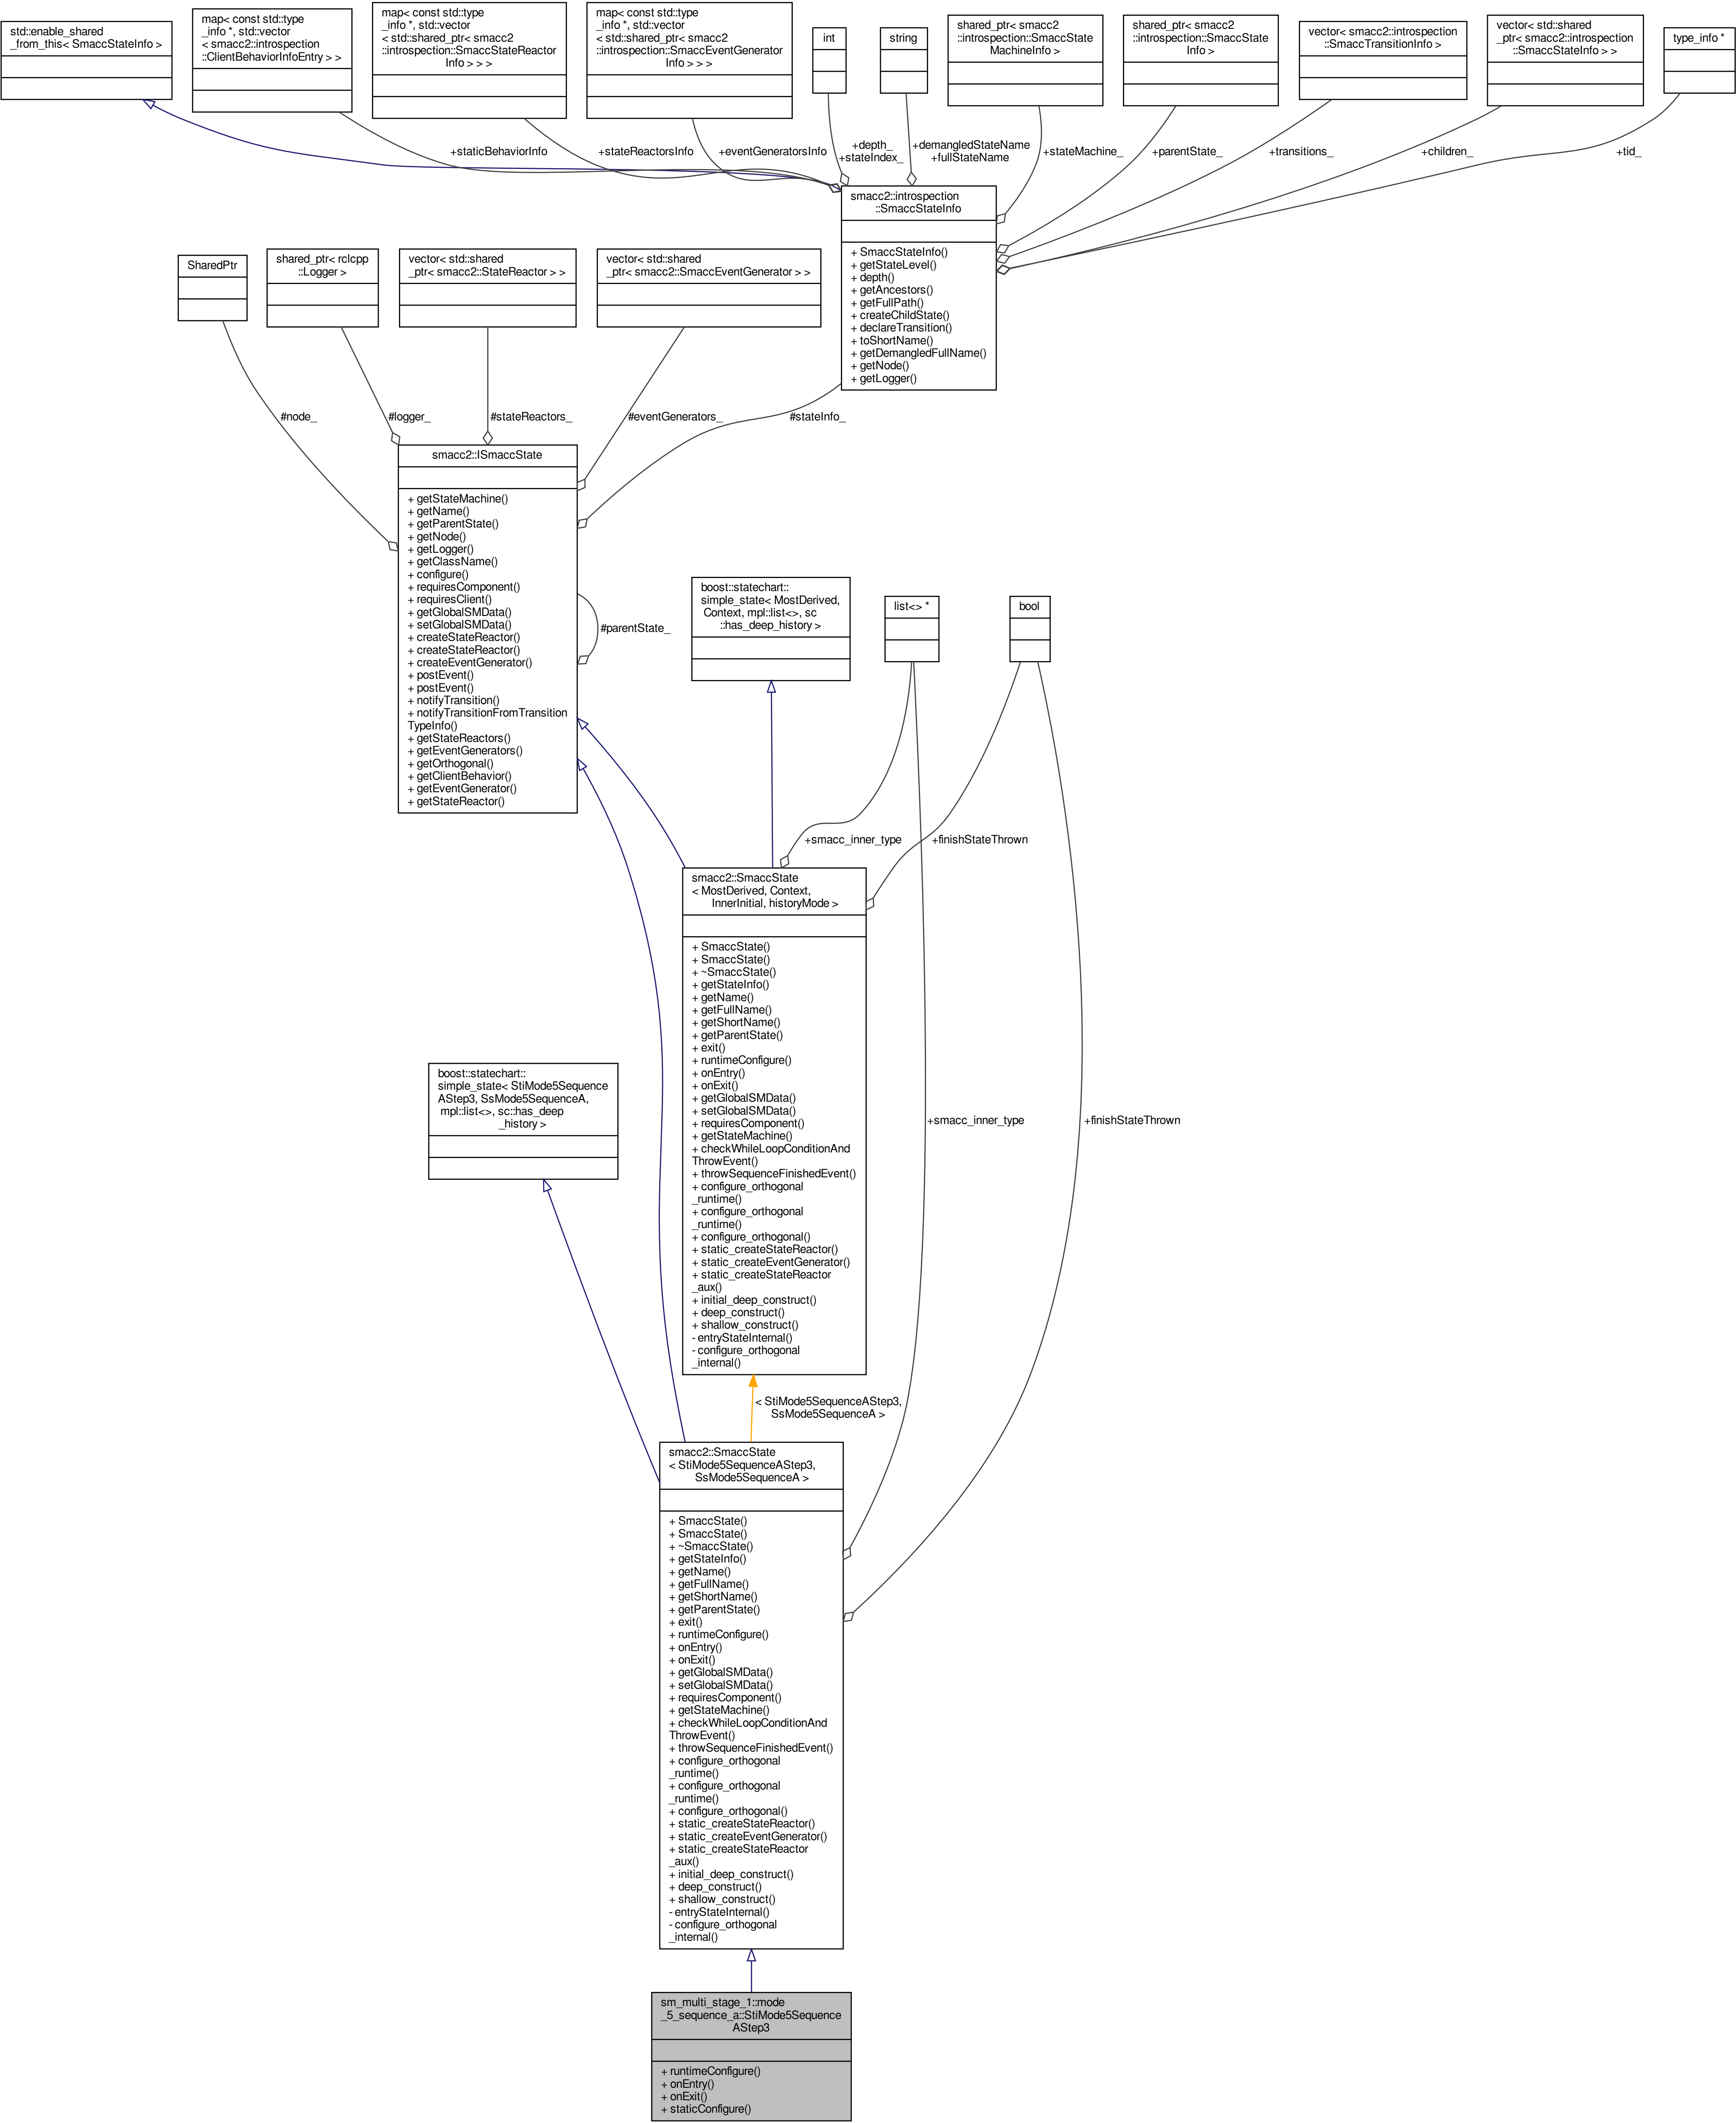 std::enable_shared
_from_this< SmaccStateInfo >
map< const std::type
_info *, std::vector
< smacc2::introspection
::ClientBehaviorInfoEntry > >
map< const std::type
_info *, std::vector
< std::shared_ptr< smacc2
::introspection::SmaccStateReactor
Info > > >
map< const std::type
_info *, std::vector
< std::shared_ptr< smacc2
::introspection::SmaccEventGenerator
Info > > >
int
string
shared_ptr< smacc2
::introspection::SmaccState
MachineInfo >
shared_ptr< smacc2
::introspection::SmaccState
Info >
vector< smacc2::introspection
::SmaccTransitionInfo >
vector< std::shared
_ptr< smacc2::introspection
::SmaccStateInfo > >
type_info *
+staticBehaviorInfo
+stateReactorsInfo
+eventGeneratorsInfo
+depth_
+stateIndex_
+demangledStateName
+fullStateName
+stateMachine_
+parentState_
+transitions_
+children_
+tid_
smacc2::introspection
::SmaccStateInfo
+ SmaccStateInfo()
+ getStateLevel()
+ depth()
+ getAncestors()
+ getFullPath()
+ createChildState()
+ declareTransition()
+ toShortName()
+ getDemangledFullName()
+ getNode()
+ getLogger()
SharedPtr
shared_ptr< rclcpp
::Logger >
vector< std::shared
_ptr< smacc2::StateReactor > >
vector< std::shared
_ptr< smacc2::SmaccEventGenerator > >
#node_
#logger_
#stateReactors_
#eventGenerators_
#stateInfo_
smacc2::ISmaccState
+ getStateMachine()
+ getName()
+ getParentState()
+ getNode()
+ getLogger()
+ getClassName()
+ configure()
+ requiresComponent()
+ requiresClient()
+ getGlobalSMData()
+ setGlobalSMData()
+ createStateReactor()
+ createStateReactor()
+ createEventGenerator()
+ postEvent()
+ postEvent()
+ notifyTransition()
+ notifyTransitionFromTransition
TypeInfo()
+ getStateReactors()
+ getEventGenerators()
+ getOrthogonal()
+ getClientBehavior()
+ getEventGenerator()
+ getStateReactor()
#parentState_
boost::statechart::
simple_state< MostDerived,
Context, mpl::list<>, sc
::has_deep_history >
list<> *
bool
+smacc_inner_type
+finishStateThrown
smacc2::SmaccState
< MostDerived, Context,
InnerInitial, historyMode >
+ SmaccState()
+ SmaccState()
+ ~SmaccState()
+ getStateInfo()
+ getName()
+ getFullName()
+ getShortName()
+ getParentState()
+ exit()
+ runtimeConfigure()
+ onEntry()
+ onExit()
+ getGlobalSMData()
+ setGlobalSMData()
+ requiresComponent()
+ getStateMachine()
+ checkWhileLoopConditionAnd
ThrowEvent()
+ throwSequenceFinishedEvent()
+ configure_orthogonal
_runtime()
+ configure_orthogonal
_runtime()
+ configure_orthogonal()
+ static_createStateReactor()
+ static_createEventGenerator()
+ static_createStateReactor
_aux()
+ initial_deep_construct()
+ deep_construct()
+ shallow_construct()
- entryStateInternal()
- configure_orthogonal
_internal()
boost::statechart::
simple_state< StiMode5Sequence
AStep3, SsMode5SequenceA,
mpl::list<>, sc::has_deep
_history >
+smacc_inner_type
+finishStateThrown
< StiMode5SequenceAStep3,
SsMode5SequenceA >
smacc2::SmaccState
< StiMode5SequenceAStep3,
SsMode5SequenceA >
+ SmaccState()
+ SmaccState()
+ ~SmaccState()
+ getStateInfo()
+ getName()
+ getFullName()
+ getShortName()
+ getParentState()
+ exit()
+ runtimeConfigure()
+ onEntry()
+ onExit()
+ getGlobalSMData()
+ setGlobalSMData()
+ requiresComponent()
+ getStateMachine()
+ checkWhileLoopConditionAnd
ThrowEvent()
+ throwSequenceFinishedEvent()
+ configure_orthogonal
_runtime()
+ configure_orthogonal
_runtime()
+ configure_orthogonal()
+ static_createStateReactor()
+ static_createEventGenerator()
+ static_createStateReactor
_aux()
+ initial_deep_construct()
+ deep_construct()
+ shallow_construct()
- entryStateInternal()
- configure_orthogonal
_internal()
sm_multi_stage_1::mode
_5_sequence_a::StiMode5Sequence
AStep3
+ runtimeConfigure()
+ onEntry()
+ onExit()
+ staticConfigure()